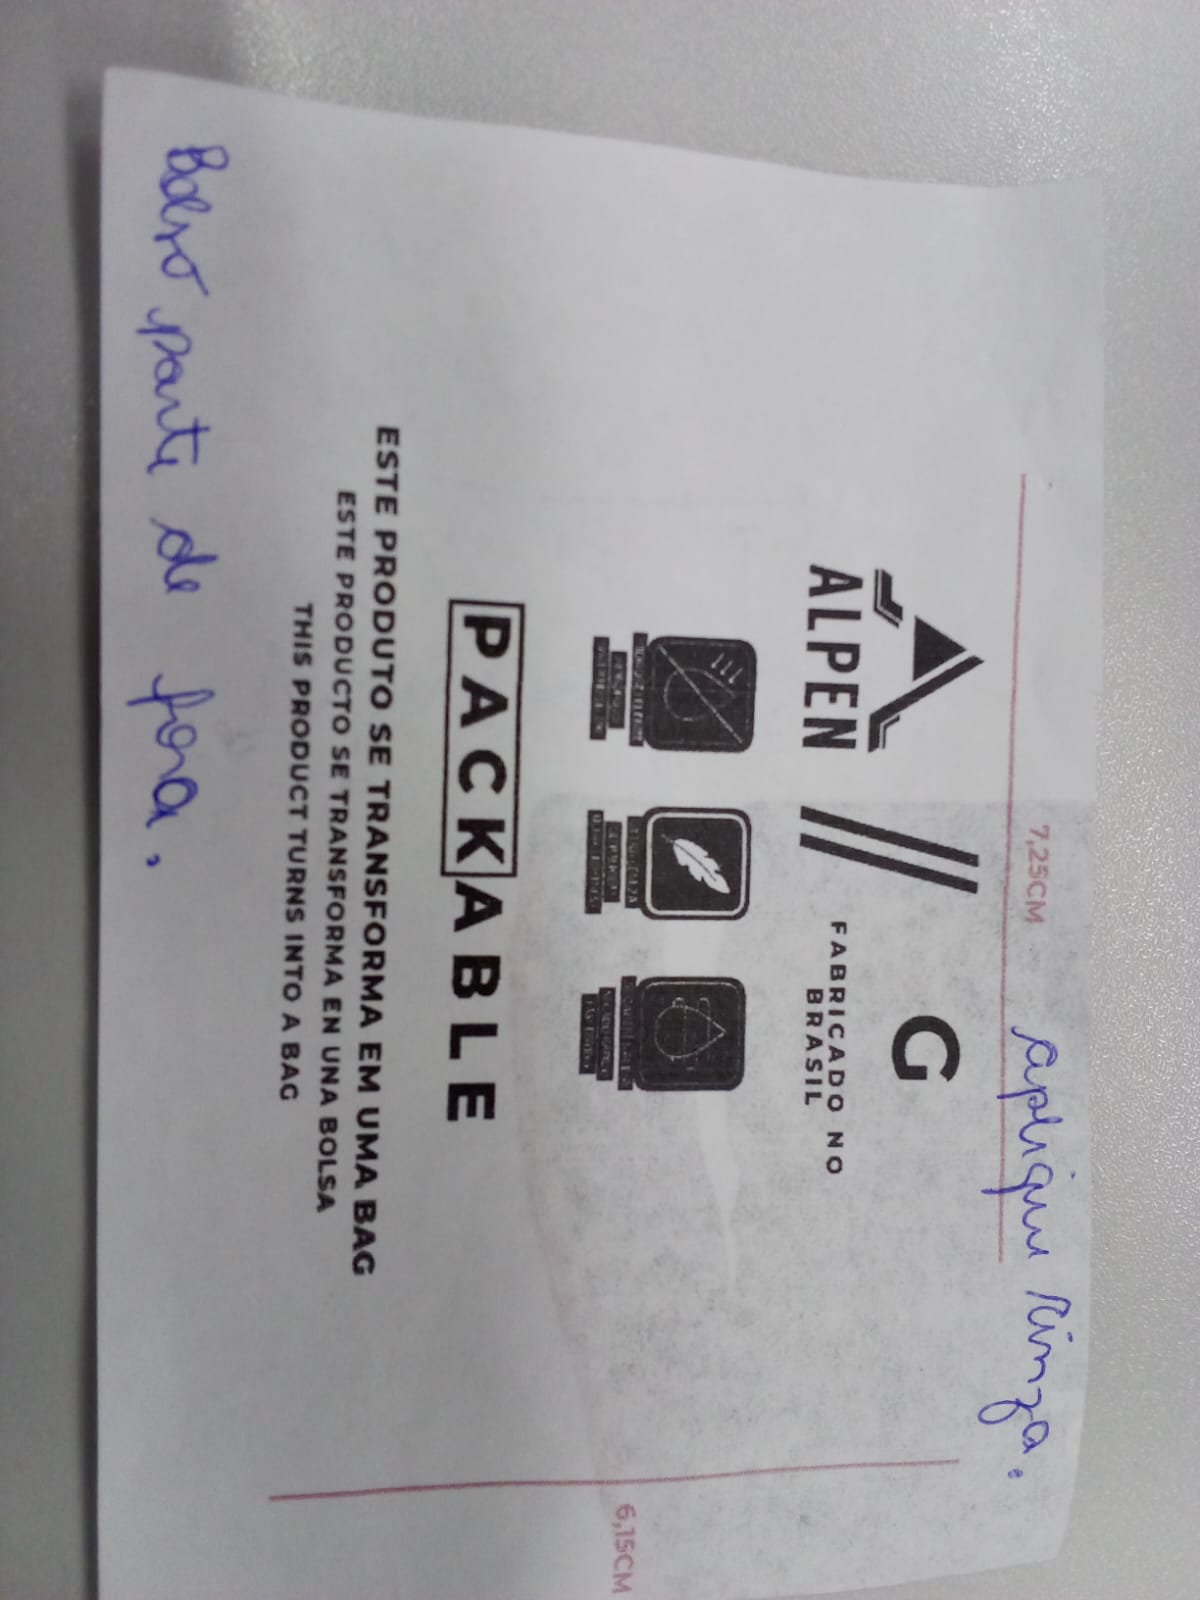 aplique cinza.
7,25CM
ALPEN
G
FABRICADO NO
BRASIL
PACKABLE
ESTE PRODUTO SE TRANSFORMA EM UMA BAG
ESTE PRODUCTO SE TRANSFORMA EN UNA BOLSA
THIS PRODUCT TURNS INTO A BAG
6,15CM
Bolso parte de fora.